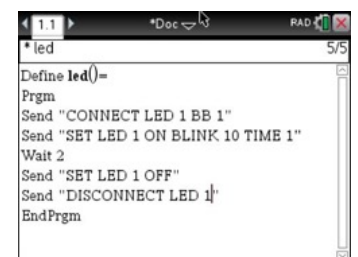 1.1 *Doc RAD
* led 5/5
Define led()=
Prgm
Send "CONNECT LED 1 BB 1"
Send "SET LED 1 ON BLINK 10 TIME 1"
Wait 2
Send "SET LED 1 OFF"
Send "DISCONNECT LED 1"
EndPrgm